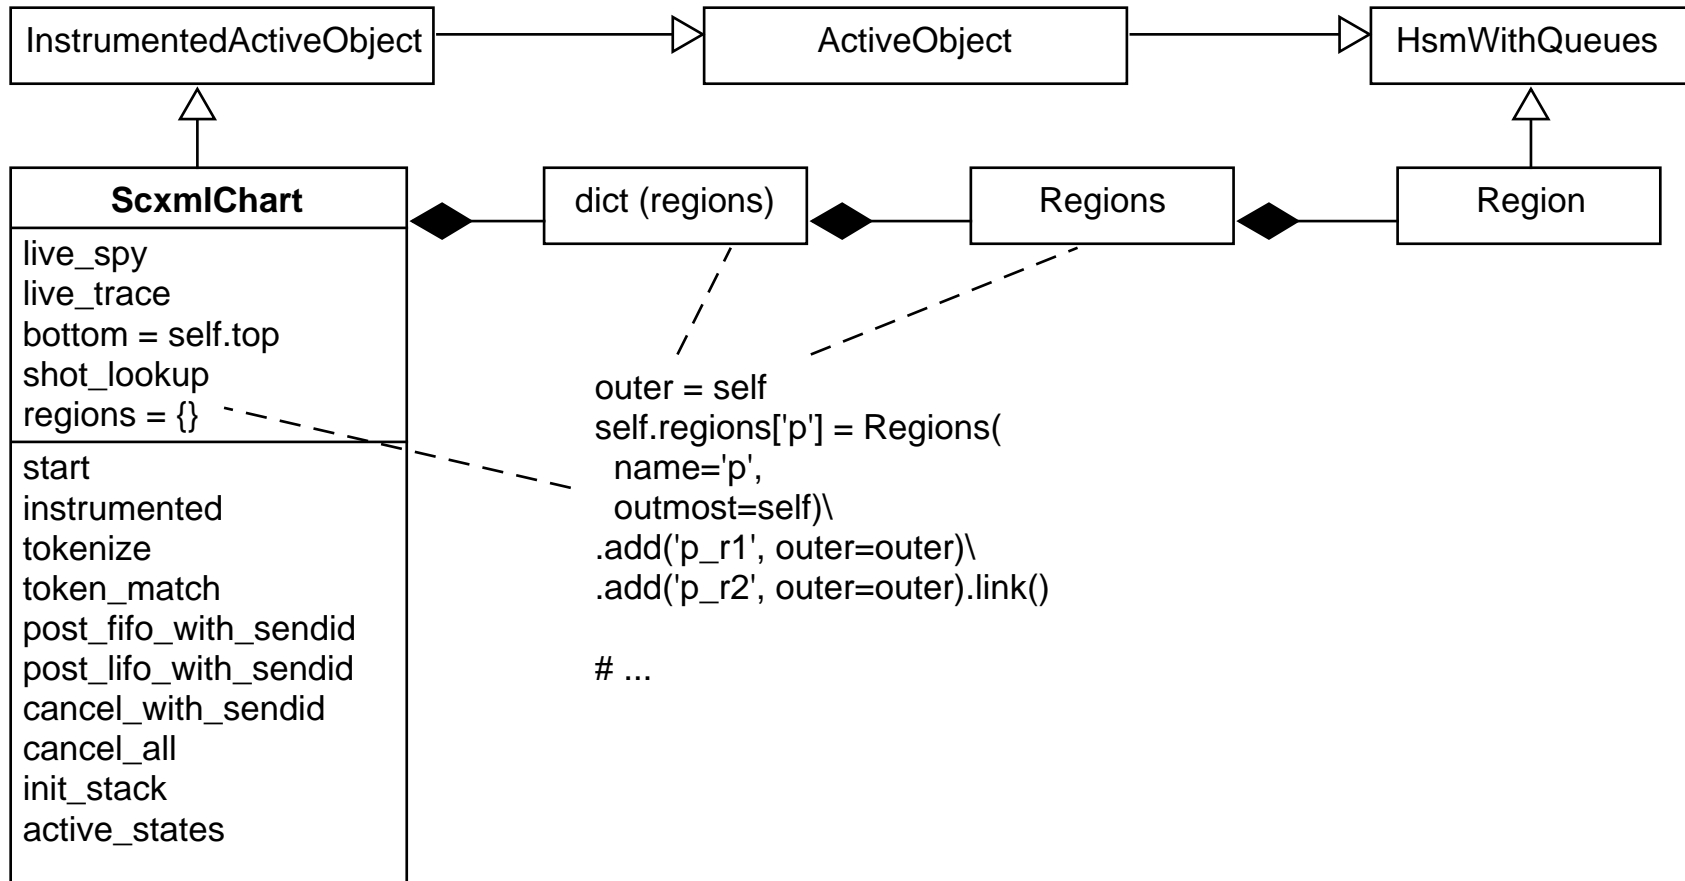 InstrumentedActiveObject
ActiveObject
HsmWithQueues
ScxmlChart
dict (regions)
Regions
Region
live_spy
live_trace
bottom = self.top
shot_lookup
regions = {}
start
instrumented
tokenize
token_match
post_fifo_with_sendid
post_lifo_with_sendid
cancel_with_sendid
cancel_all
init_stack
active_states
outer = self
self.regions['p'] = Regions(
  name='p',
  outmost=self)\
.add('p_r1', outer=outer)\
.add('p_r2', outer=outer).link()
# ...